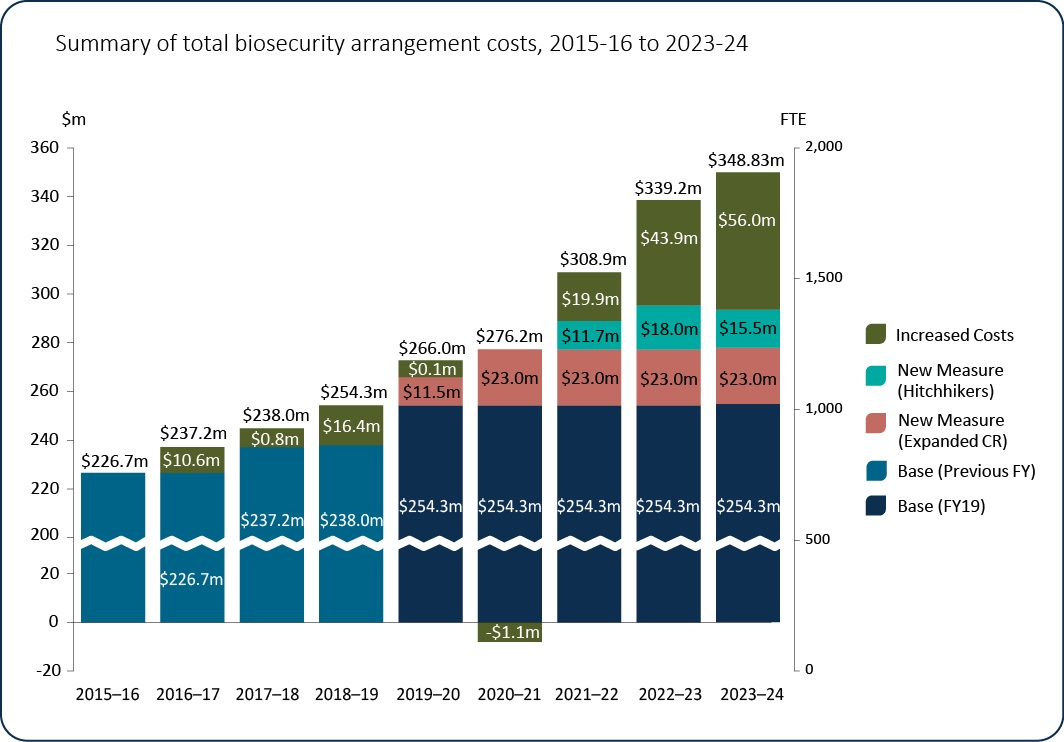 Summary of total biosecurity arrangement costs, 2015-16 to 2023-24
$m
FTE
360
340
320
300
280
260
240
220
200
20
0
-20
2,000
1,500
1,000
500
0
$226.7m
$237.2m
$10.6m
$226.7m
$238.0m
$0.8m
$237.2m
$254.3m
$16.4m
$238.0m
$266.0m
$0.1m
$11.5m
$254.3m
$276.2m
$23.0m
$254.3m
-$1.1m
$308.9m
$19.9m
$11.7m
$23.0m
$254.3m
$339.2m
$43.9m
$18.0m
$23.0m
$254.3m
$348.83m
$56.0m
$15.5m
$23.0m
$254.3m
2015–16
2016–17
2017–18
2018–19
2019–20
2020–21
2021–22
2022–23
2023–24
Increased Costs
New Measure
(Hitchhikers)
New Measure
(Expanded CR)
Base (Previous FY)
Base (FY19)